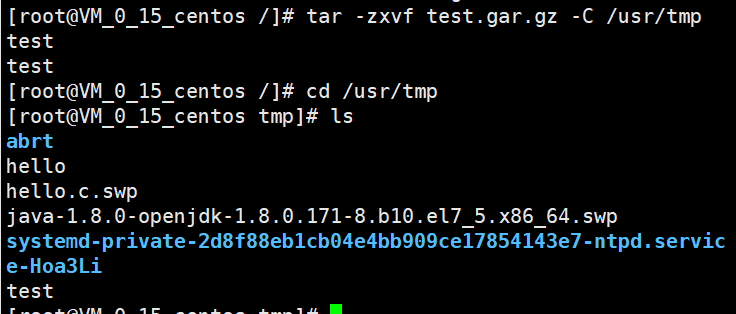 [root@VM_0_15_centos /]# tar -zxvf test.gar.gz -C /usr/tmp
test
test
[root@VM_0_15_centos /]# cd /usr/tmp
[root@VM_0_15_centos tmp]# ls
abrt
hello
hello.c.swp
java-1.8.0-openjdk-1.8.0.171-8.b10.el7_5.x86_64.swp
systemd-private-2d8f88eb1cb04e4bb909ce17854143e7-ntpd.servic
e-Hoa3Li
test
[root@VM_0_15_centos tmp]#